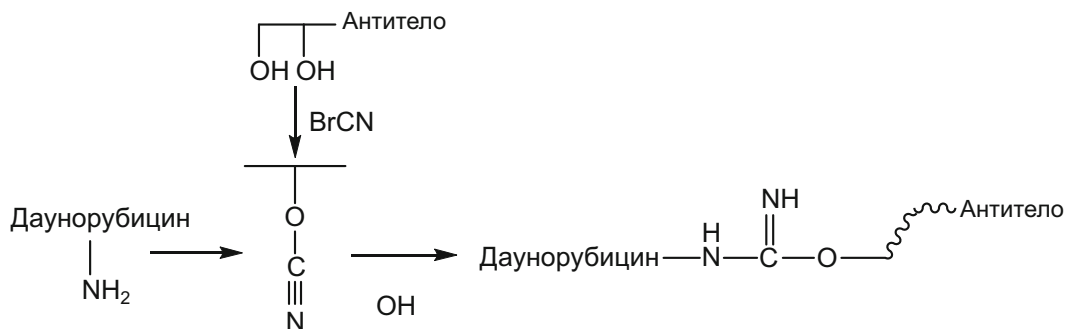 Антитело
OH OH
BrCN
O
C
N
Даунорубицин
NH₂
OH
NH
Даунорубицин
H
N
C
O
Антитело